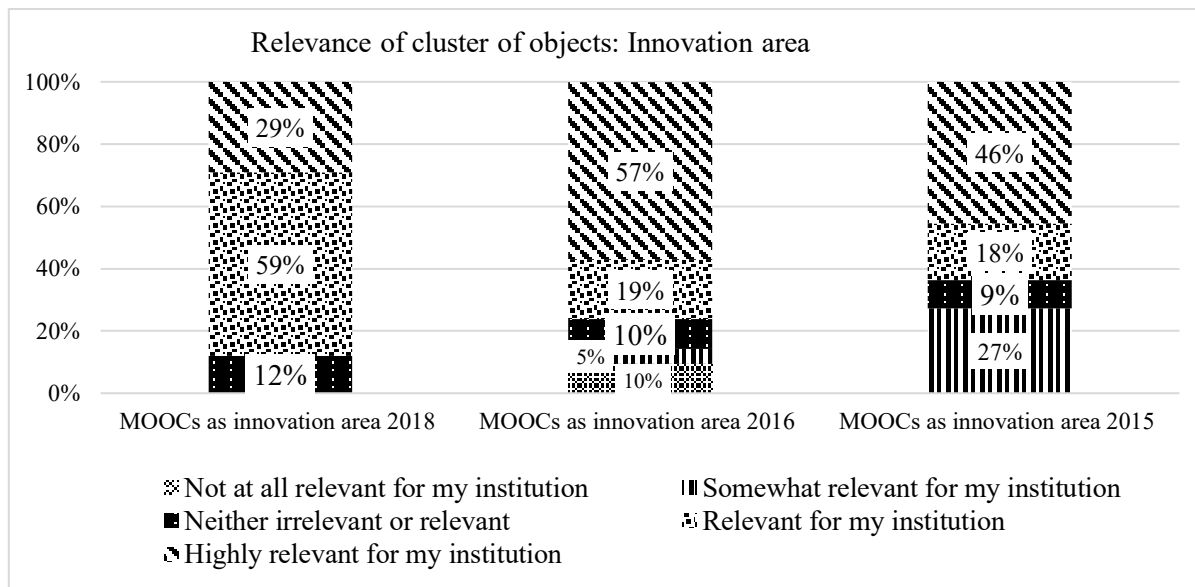 Relevance of cluster of objects: Innovation area
100%
80%
60%
40%
20%
0%
29%
59%
12%
57%
19%
10%
5%
10%
46%
18%
9%
27%
MOOCs as innovation area 2018
MOOCs as innovation area 2016
MOOCs as innovation area 2015
Not at all relevant for my institution
Somewhat relevant for my institution
Neither irrelevant or relevant
Relevant for my institution
Highly relevant for my institution